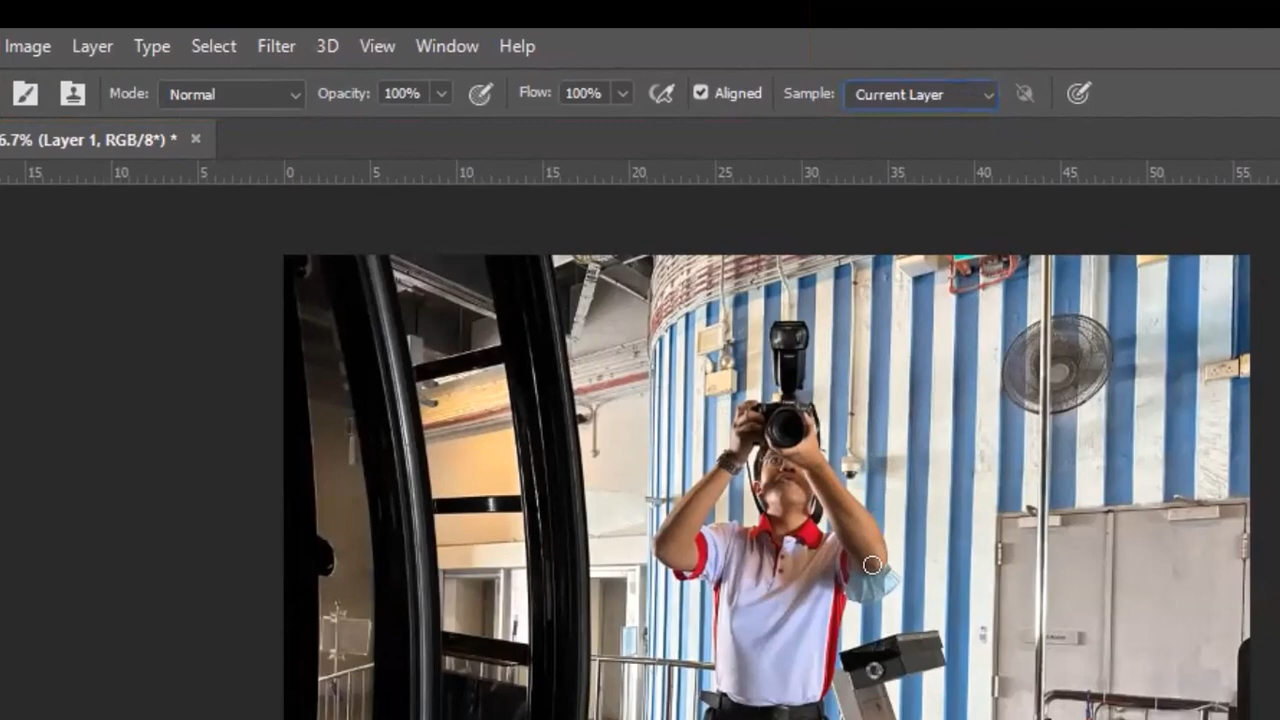 Image Layer Type Select Filter 3D View Window Help
Mode: Normal Opacity: 100% Flow: 100% Aligned Sample: Current Layer
6.7% (Layer 1, RGB/8*) * ×
15 10 5 0 5 10 15 20 25 30 35 40 45 50 55